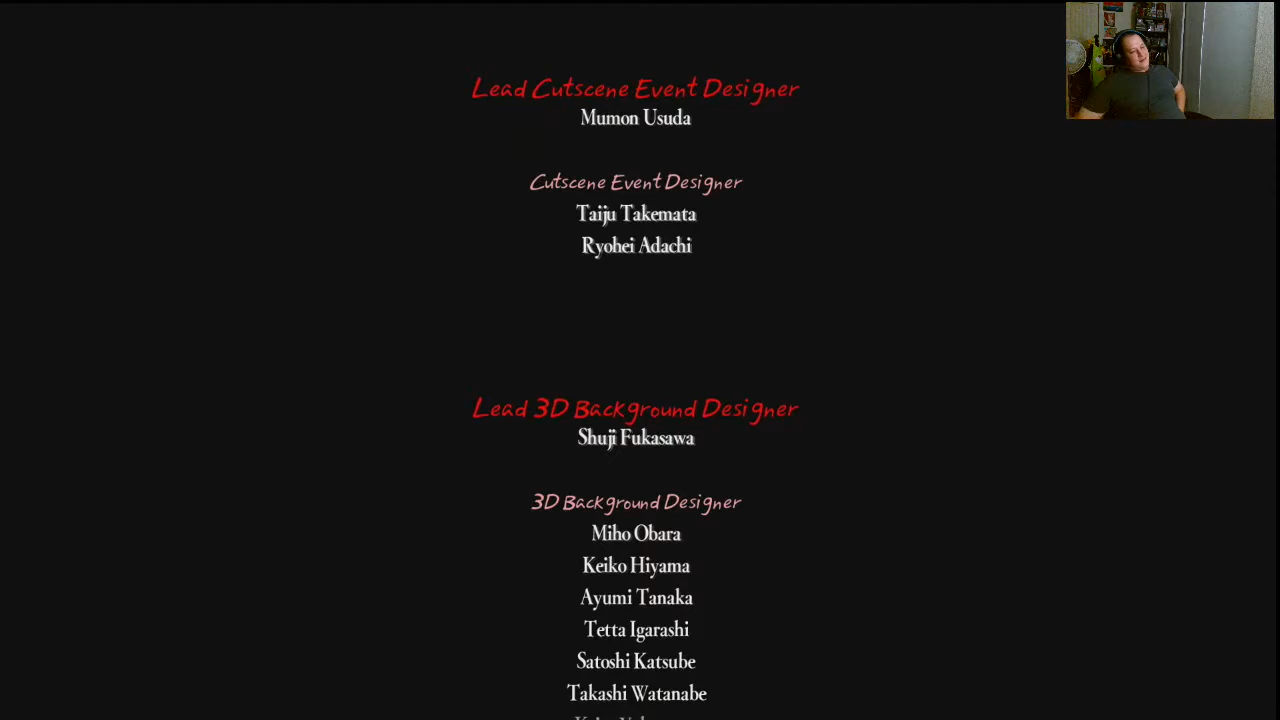 Lead Cutscene Event Designer
Mumon Usuda
Cutscene Event Designer
Taiju Takemata
Ryohei Adachi
Lead 3D Background Designer
Shuji Fukasawa
3D Background Designer
Miho Obara
Keiko Hiyama
Ayumi Tanaka
Tetta Igarashi
Satoshi Katsube
Takashi Watanabe